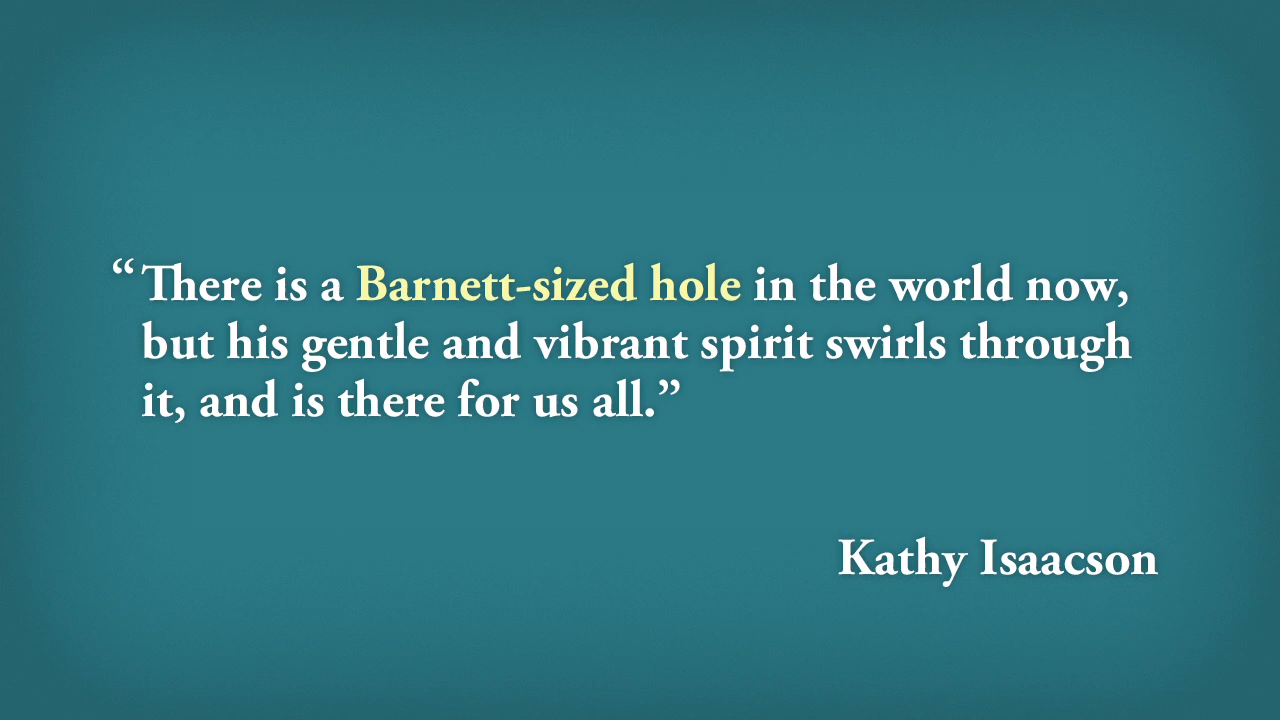 “There is a Barnett-sized hole in the world now,
but his gentle and vibrant spirit swirls through
it, and is there for us all.”
Kathy Isaacson